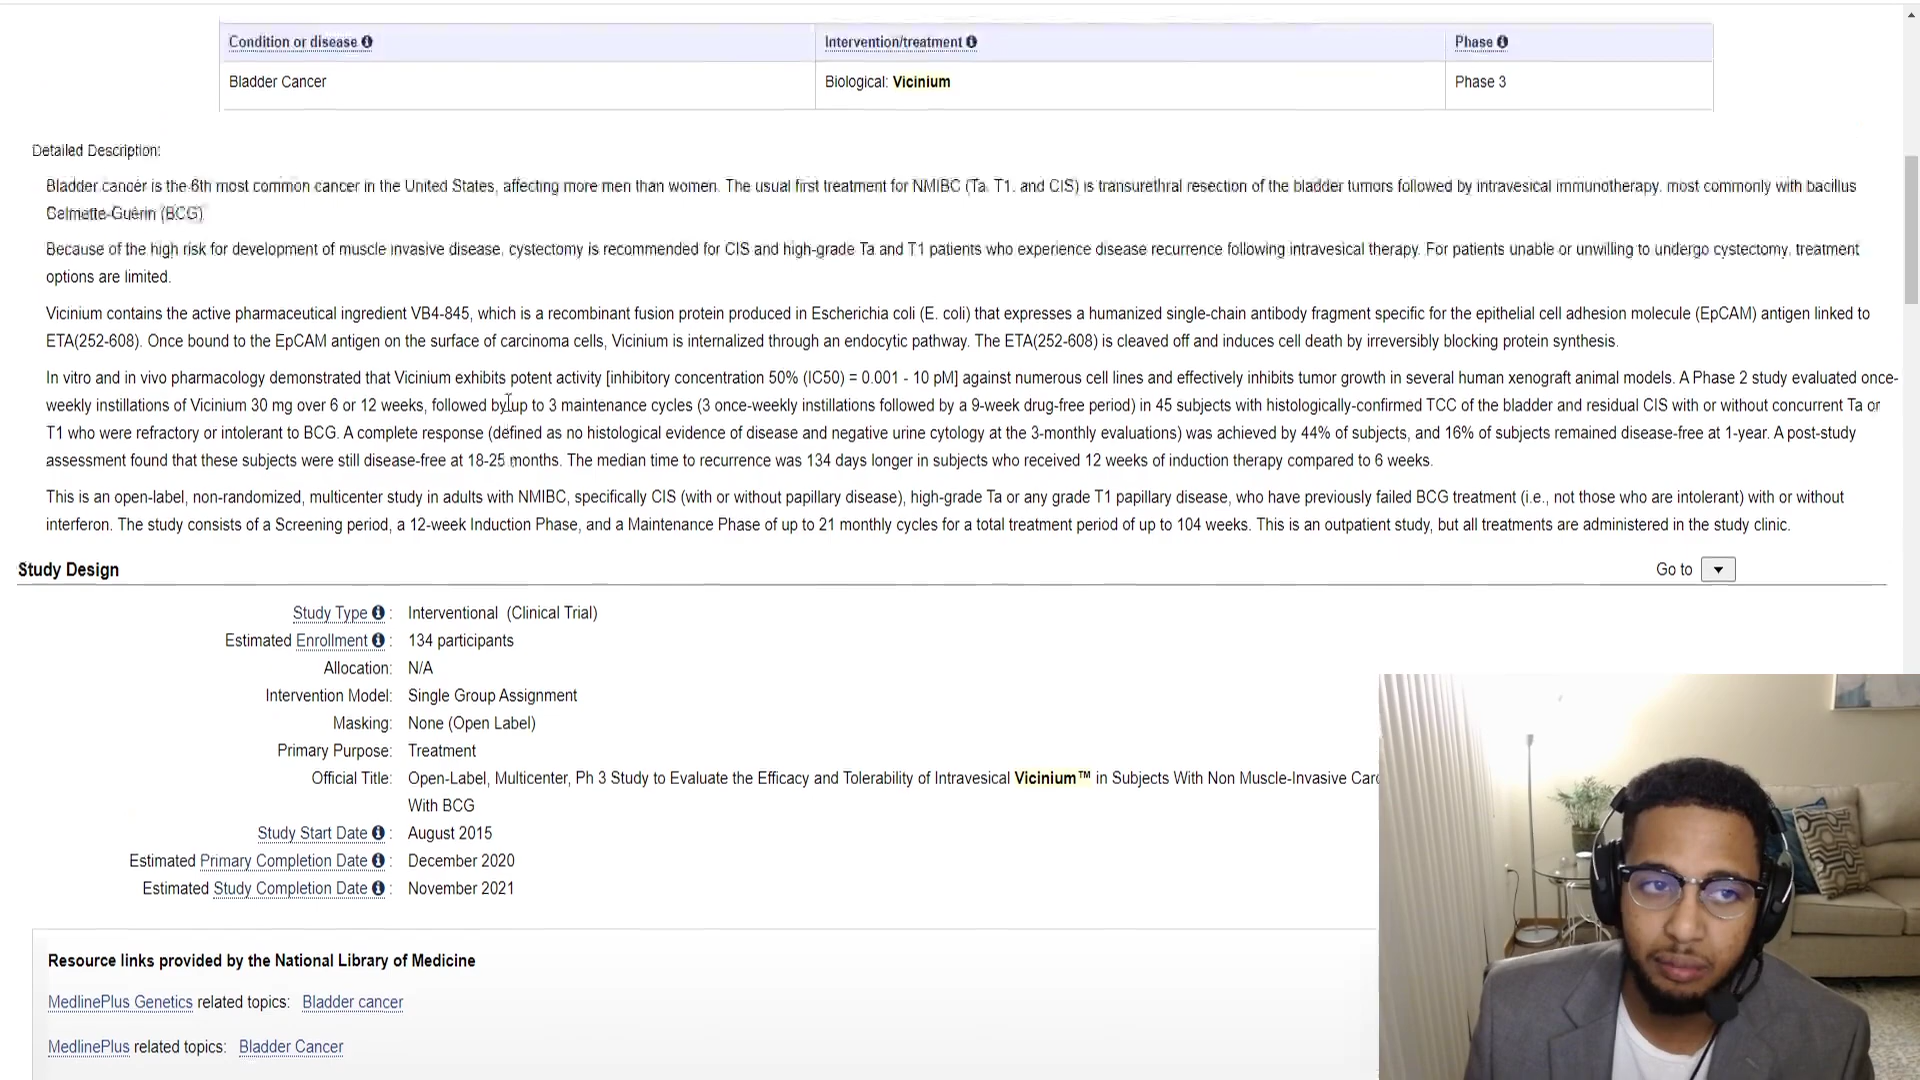 Condition or disease Intervention/treatment Phase
Bladder Cancer Biological: Vicinium Phase 3
Detailed Description:
Bladder cancer is the 6th most common cancer in the United States, affecting more men than women. The usual first treatment for NMIBC (Ta, T1, and CIS) is transurethral resection of the bladder tumors followed by intravesical immunotherapy, most commonly with bacillus
Calmette-Guérin (BCG)
Because of the high risk for development of muscle invasive disease, cystectomy is recommended for CIS and high-grade Ta and T1 patients who experience disease recurrence following intravesical therapy. For patients unable or unwilling to undergo cystectomy, treatment
options are limited.
Vicinium contains the active pharmaceutical ingredient VB4-845, which is a recombinant fusion protein produced in Escherichia coli (E. coli) that expresses a humanized single-chain antibody fragment specific for the epithelial cell adhesion molecule (EpCAM) antigen linked to
ETA(252-608). Once bound to the EpCAM antigen on the surface of carcinoma cells, Vicinium is internalized through an endocytic pathway. The ETA(252-608) is cleaved off and induces cell death by irreversibly blocking protein synthesis.
In vitro and in vivo pharmacology demonstrated that Vicinium exhibits potent activity [inhibitory concentration 50% (IC50) = 0.001 - 10 pM] against numerous cell lines and effectively inhibits tumor growth in several human xenograft animal models. A Phase 2 study evaluated once-
weekly instillations of Vicinium 30 mg over 6 or 12 weeks, followed by up to 3 maintenance cycles (3 once-weekly instillations followed by a 9-week drug-free period) in 45 subjects with histologically-confirmed TCC of the bladder and residual CIS with or without concurrent Ta or
T1 who were refractory or intolerant to BCG. A complete response (defined as no histological evidence of disease and negative urine cytology at the 3-monthly evaluations) was achieved by 44% of subjects, and 16% of subjects remained disease-free at 1-year. A post-study
assessment found that these subjects were still disease-free at 18-25 months. The median time to recurrence was 134 days longer in subjects who received 12 weeks of induction therapy compared to 6 weeks.
This is an open-label, non-randomized, multicenter study in adults with NMIBC, specifically CIS (with or without papillary disease), high-grade Ta or any grade T1 papillary disease, who have previously failed BCG treatment (i.e., not those who are intolerant) with or without
interferon. The study consists of a Screening period, a 12-week Induction Phase, and a Maintenance Phase of up to 21 monthly cycles for a total treatment period of up to 104 weeks. This is an outpatient study, but all treatments are administered in the study clinic.
Study Design
Go to
Study Type : Interventional (Clinical Trial)
Estimated Enrollment : 134 participants
Allocation: N/A
Intervention Model: Single Group Assignment
Masking: None (Open Label)
Primary Purpose: Treatment
Official Title: Open-Label, Multicenter, Ph 3 Study to Evaluate the Efficacy and Tolerability of Intravesical Vicinium™ in Subjects With Non Muscle-Invasive Carc
With BCG
Study Start Date : August 2015
Estimated Primary Completion Date : December 2020
Estimated Study Completion Date : November 2021
Resource links provided by the National Library of Medicine
MedlinePlus Genetics related topics: Bladder cancer
MedlinePlus related topics: Bladder Cancer